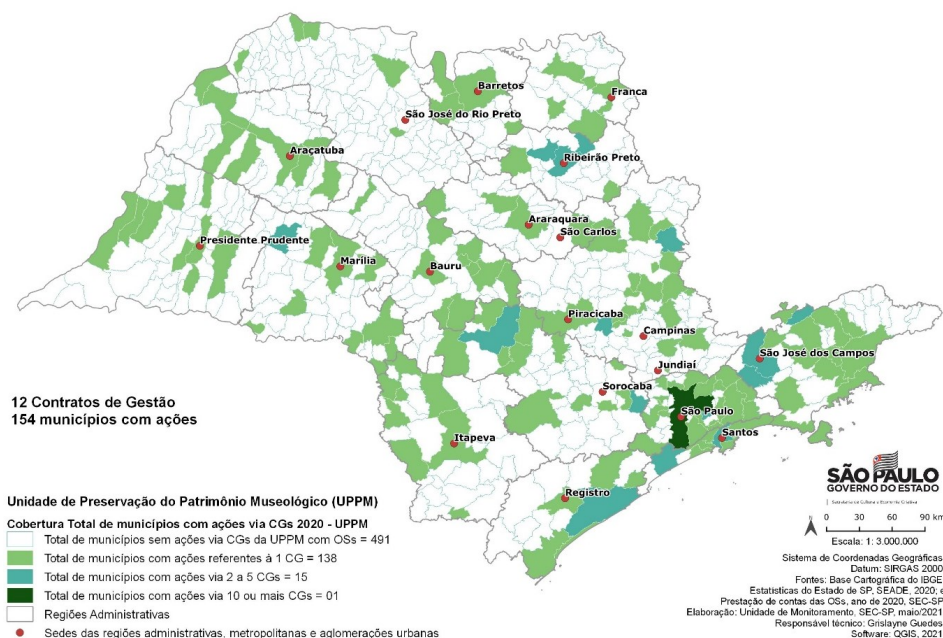 Barretos
Franca
São José do Rio Preto
Ribeirão Preto
Araçatuba
Araraquara
São Carlos
Presidente Prudente
Marília
Bauru
Piracicaba
Campinas
São José dos Campos
Jundiaí
Sorocaba
São Paulo
Santos
Itapeva
Registro
12 Contratos de Gestão
154 municípios com ações
Unidade de Preservação do Patrimônio Museológico (UPPM)
Cobertura Total de municípios com ações via CGs 2020 - UPPM
Total de municípios sem ações via CGs da UPPM com OSs = 491
Total de municípios com ações referentes à 1 CG = 138
Total de municípios com ações via 2 a 5 CGs = 15
Total de municípios com ações via 10 ou mais CGs = 01
Regiões Administrativas
Sedes das regiões administrativas, metropolitanas e aglomerações urbanas
SÃO PAULO
GOVERNO DO ESTADO
Secretaria de Cultura e Economia Criativa
N
0 30 60 90 km
Escala: 1: 3.000.000
Sistema de Coordenadas Geográficas
Datum: SIRGAS 2000
Fontes: Base Cartográfica do IBGE
Estatísticas do Estado de SP, SEADE, 2020; e
Prestação de contas das OSs, ano de 2020, SEC-SP
Elaboração: Unidade de Monitoramento, SEC-SP, maio/2021
Responsável técnico: Grislayne Guedes
Software: QGIS, 2021